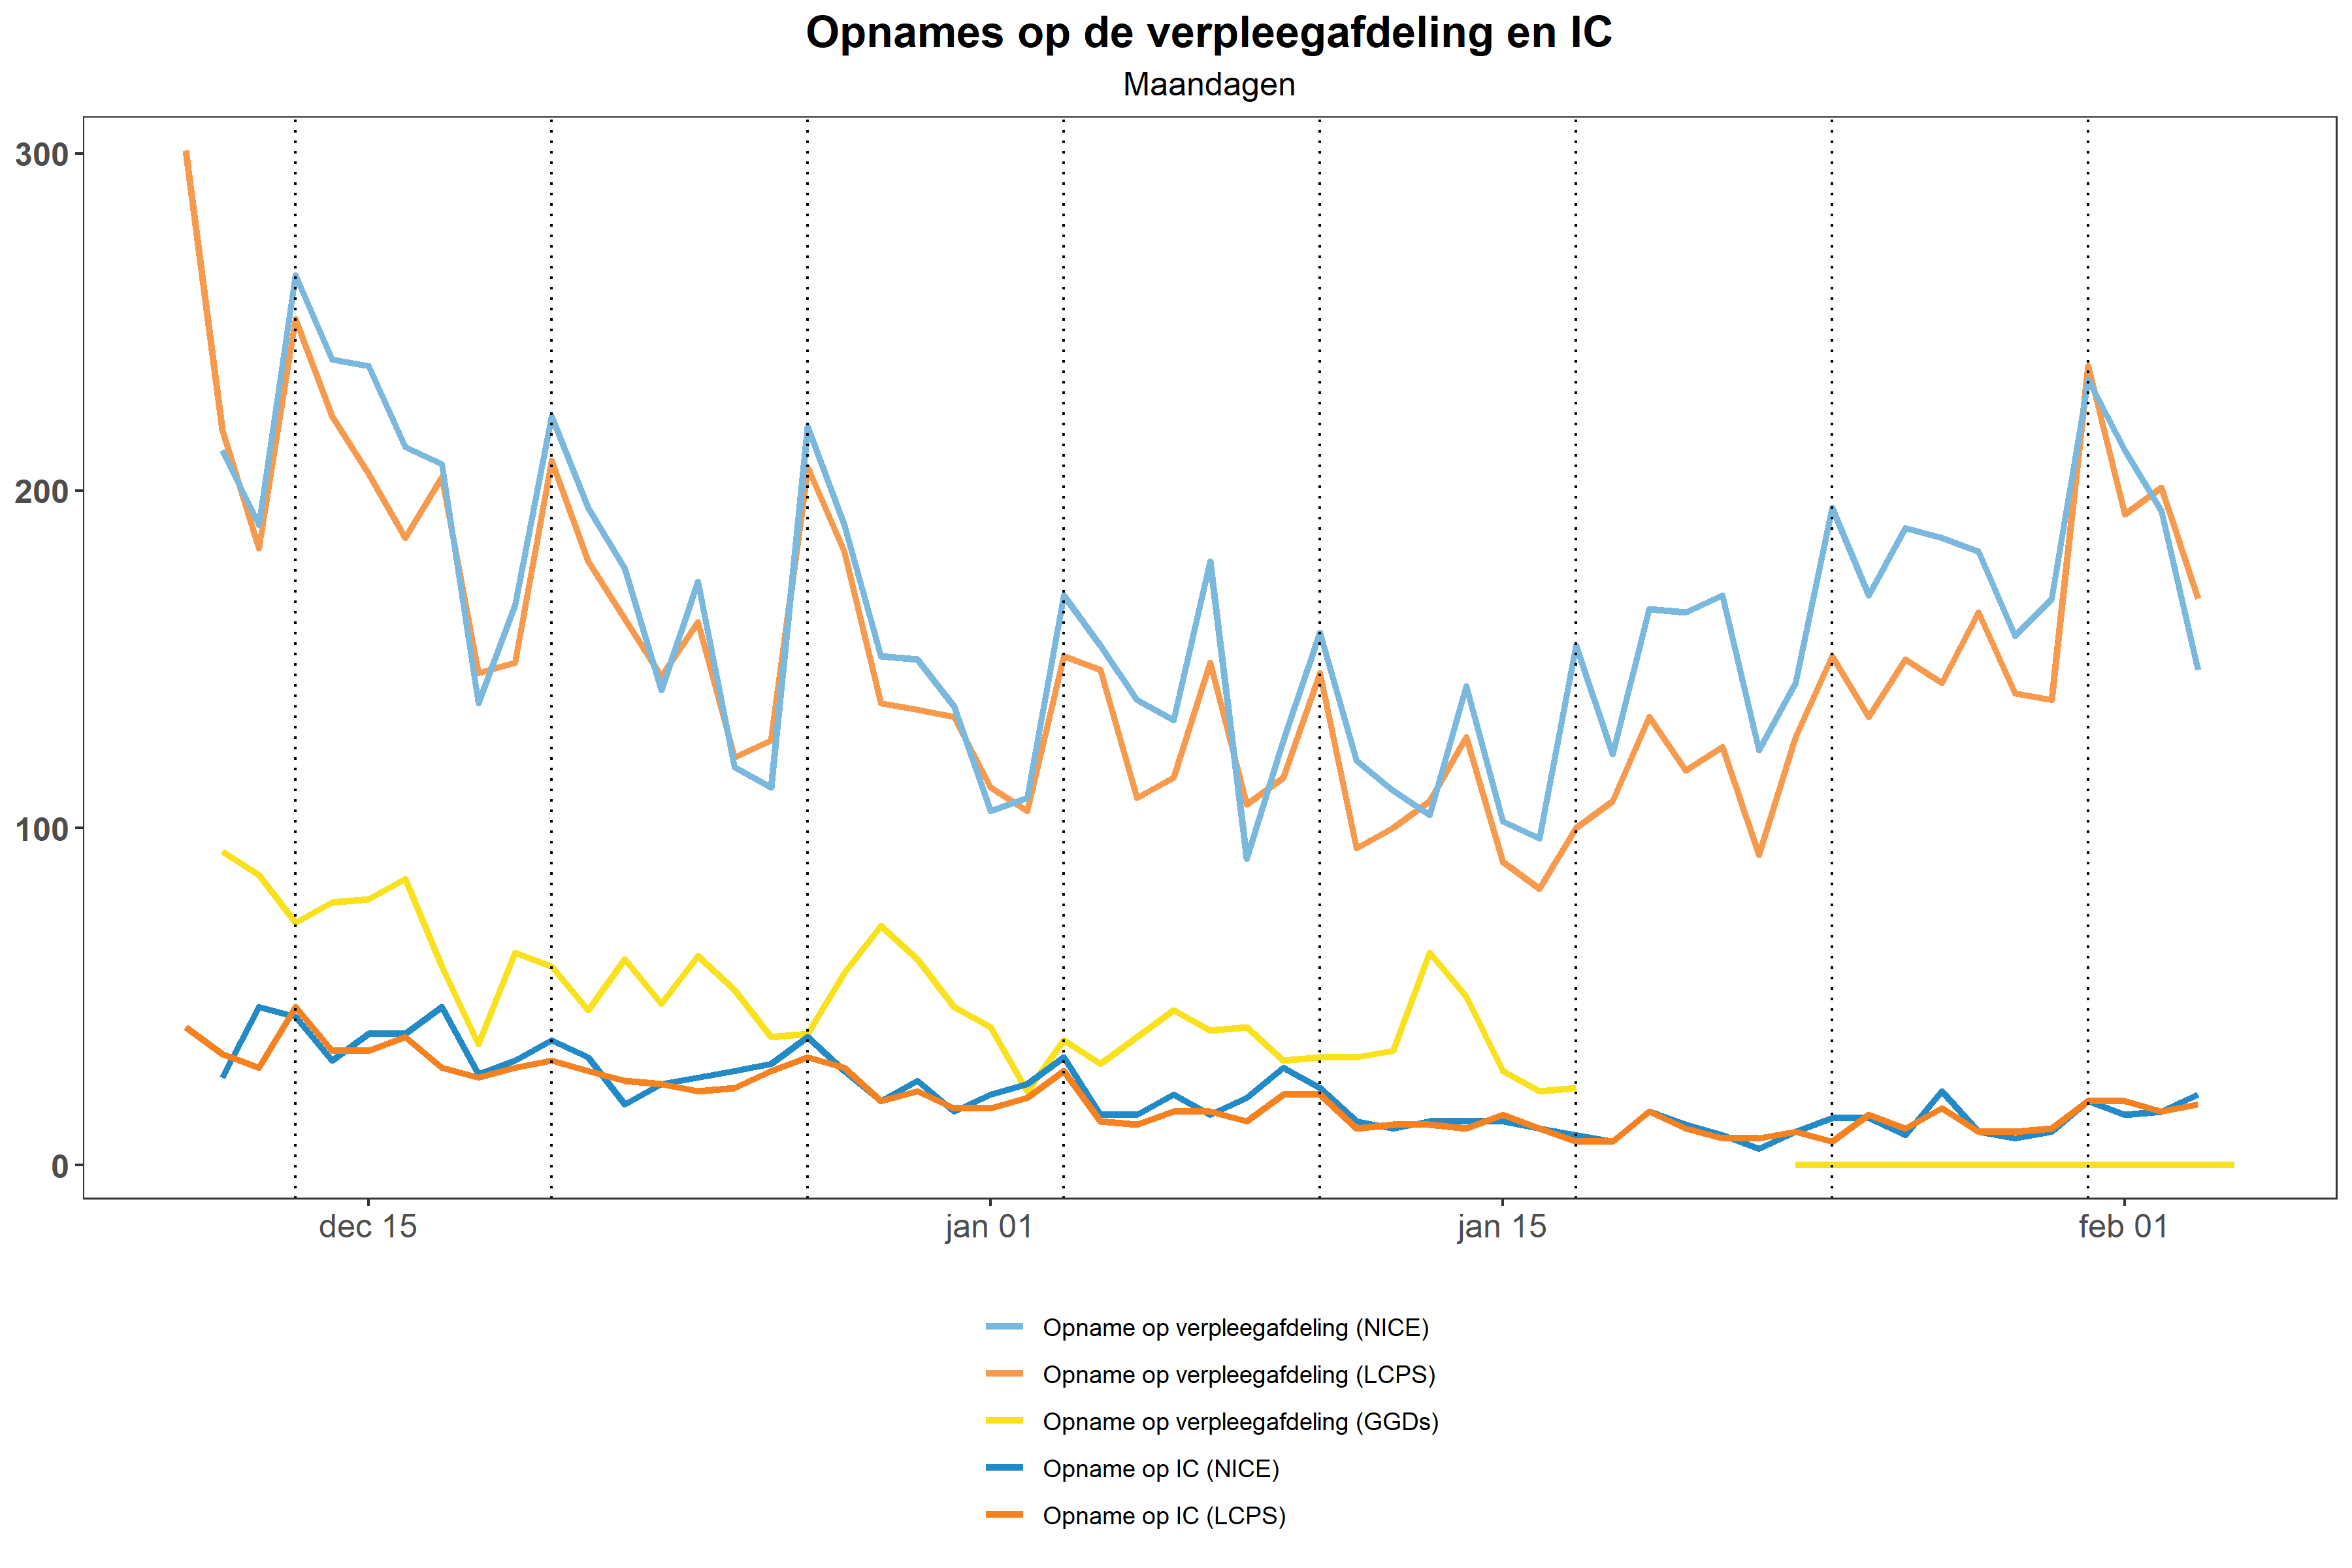 Opnames op de verpleegafdeling en IC
Maandagen
300
200
100
0
dec 15
jan 01
jan 15
feb 01
Opname op verpleegafdeling (NICE)
Opname op verpleegafdeling (LCPS)
Opname op verpleegafdeling (GGDs)
Opname op IC (NICE)
Opname op IC (LCPS)